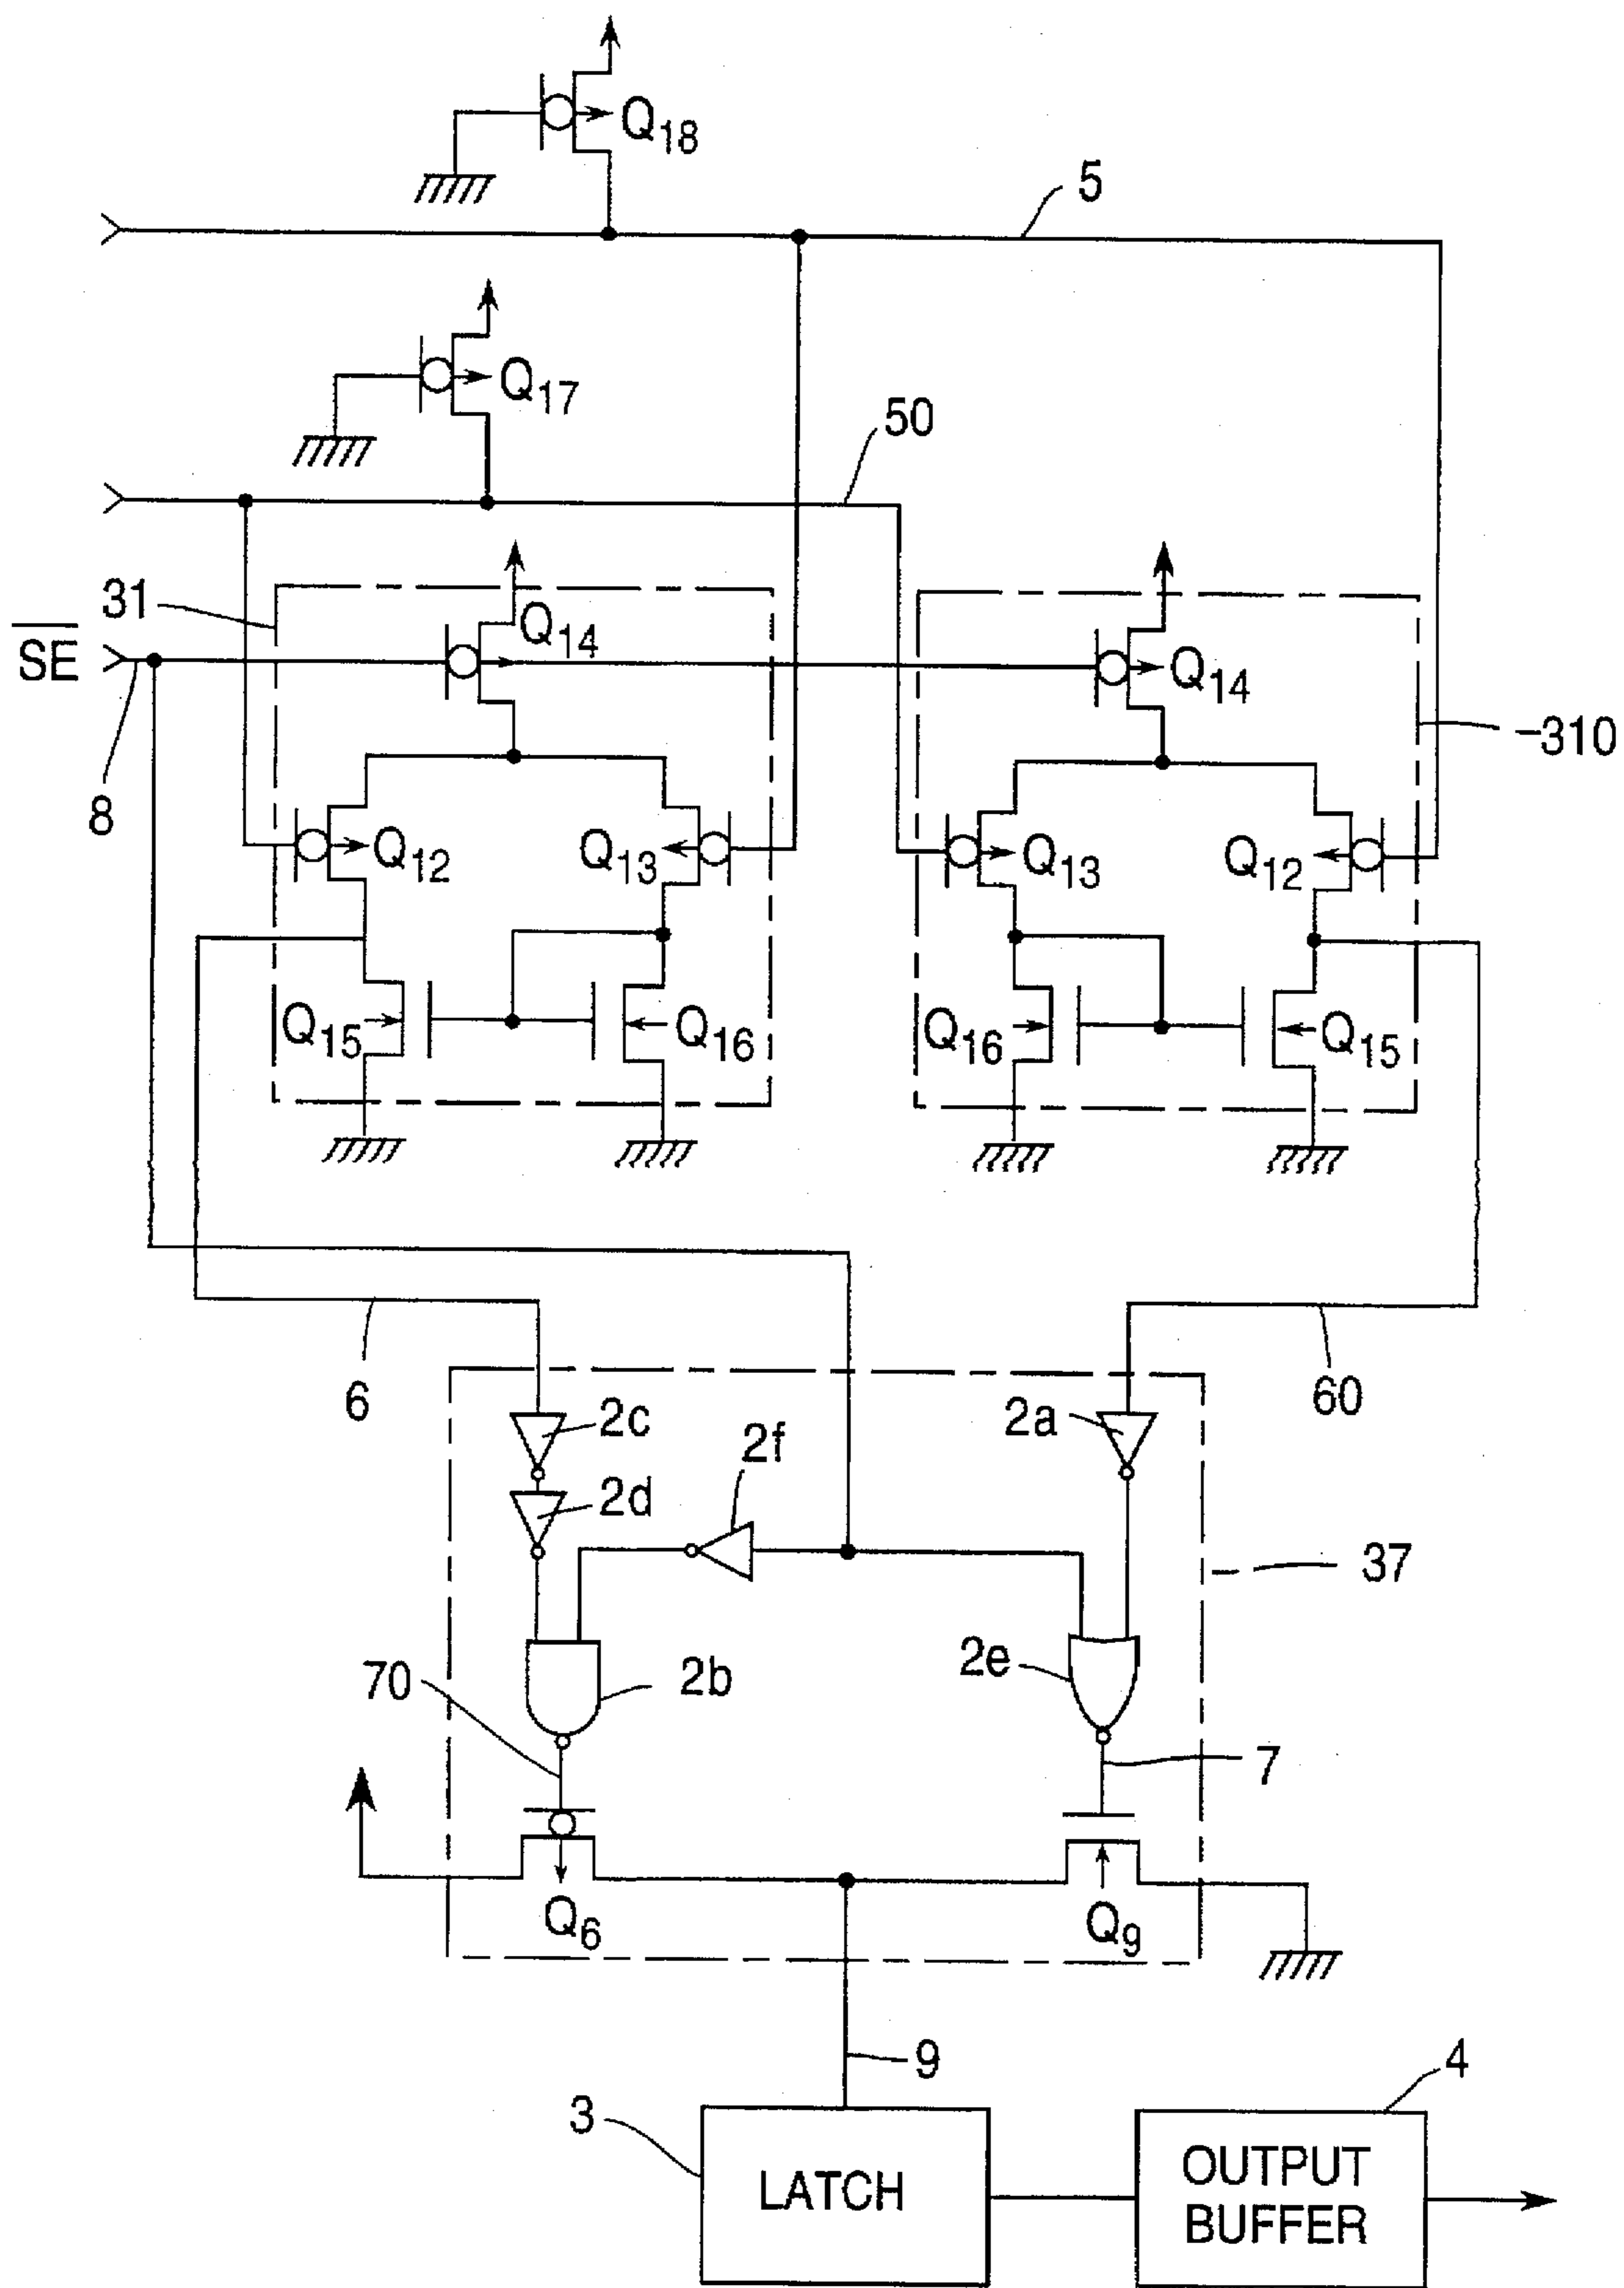 Q18
5
Q17
50
31
SE
Q14
Q14
310
8
Q12
Q13
Q13
Q12
Q15
Q16
Q16
Q15
6
60
2c
2a
2f
2d
37
2e
2b
70
7
Q6
Q9
9
4
3
LATCH
OUTPUT
BUFFER